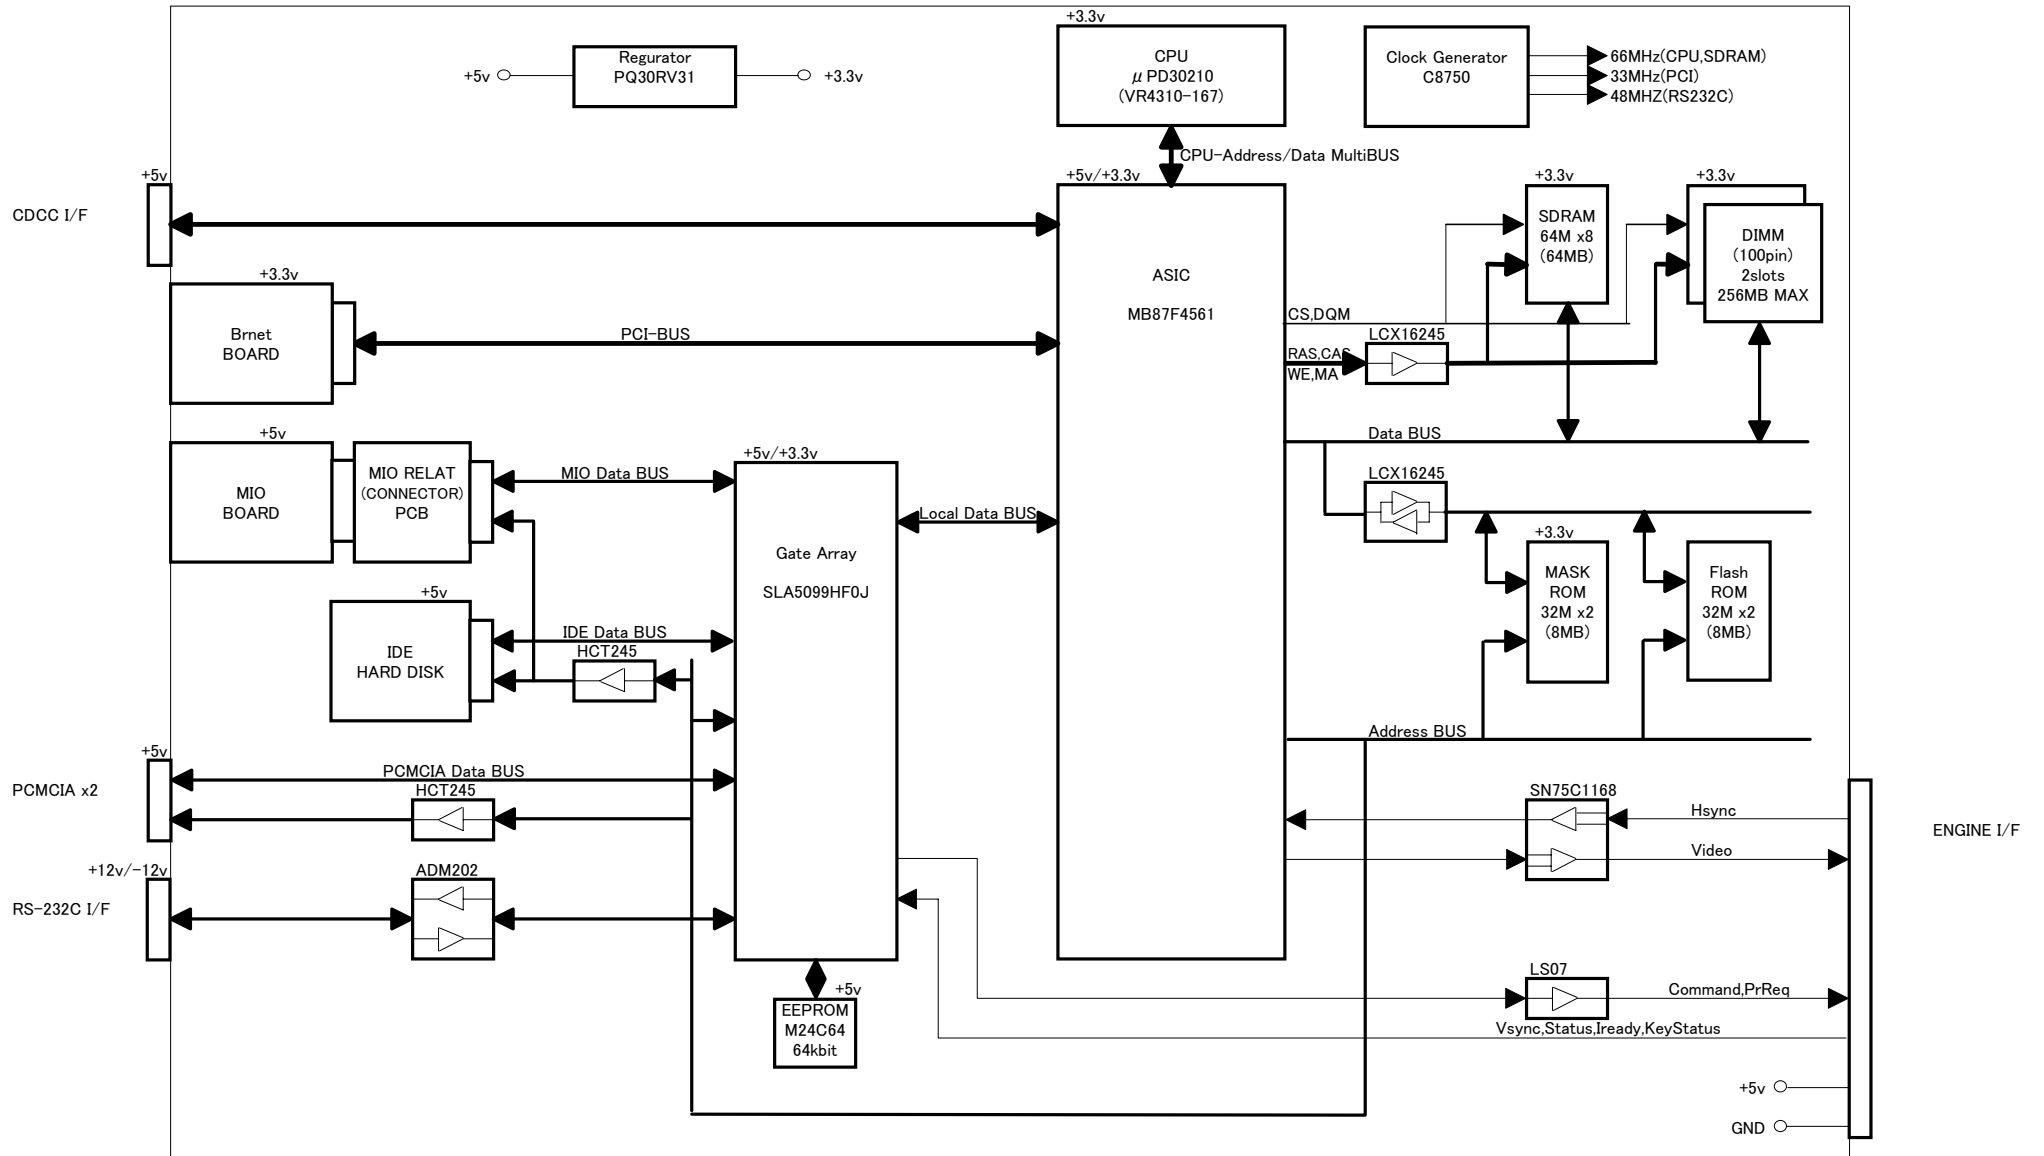 +3.3v
Regurator
PQ30RV31
+5v
+3.3v
CPU
μPD30210
(VR4310-167)
Clock Generator
C8750
66MHz(CPU,SDRAM)
33MHz(PCI)
48MHZ(RS232C)
CPU-Address/Data MultiBUS
+5v
CDCC I/F
+5v/+3.3v
ASIC
MB87F4561
+3.3v
SDRAM
64M x8
(64MB)
+3.3v
DIMM
(100pin)
2slots
256MB MAX
+3.3v
Brnet
BOARD
PCI-BUS
CS,DQM
LCX16245
RAS,CAS
WE,MA
Data BUS
+5v
MIO
BOARD
MIO RELAT
(CONNECTOR)
PCB
MIO Data BUS
+5v/+3.3v
Gate Array
SLA5099HF0J
Local Data BUS
LCX16245
+3.3v
MASK
ROM
32M x2
(8MB)
Flash
ROM
32M x2
(8MB)
+5v
IDE
HARD DISK
IDE Data BUS
HCT245
Address BUS
+5v
PCMCIA x2
PCMCIA Data BUS
HCT245
SN75C1168
Hsync
Video
ENGINE I/F
+12v/-12v
RS-232C I/F
ADM202
+5v
EEPROM
M24C64
64kbit
LS07
Command,PrReq
Vsync,Status,Iready,KeyStatus
+5v
GND